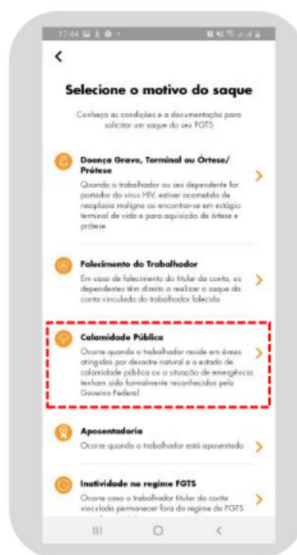 17:44
Selecione o motivo do saque
Conheça as condições e a documentação para
solicitar um saque do seu FGTS
Doença Grave, Terminal ou Órtese/
Prótese
Quando o trabalhador ou seu dependente for
portador do vírus HIV, estiver acometido de
neoplasia maligna ou encontrar-se em estágio
terminal de vida e para aquisição de órtese e
prótese
Falecimento do Trabalhador
Em caso de falecimento do titular da conta, os
dependentes têm direito a realizar o saque da
conta vinculada do trabalhador falecido
Calamidade Pública
Ocorre quando o trabalhador reside em áreas
atingidas por desastre natural e o estado de
calamidade pública ou a situação de emergência
tenham sido formalmente reconhecidos pelo
Governo Federal
Aposentadoria
Ocorre quando o trabalhador está aposentado
Inatividade no regime FGTS
Ocorre caso o trabalhador titular da conta
vinculada permanecer fora do regime do FGTS